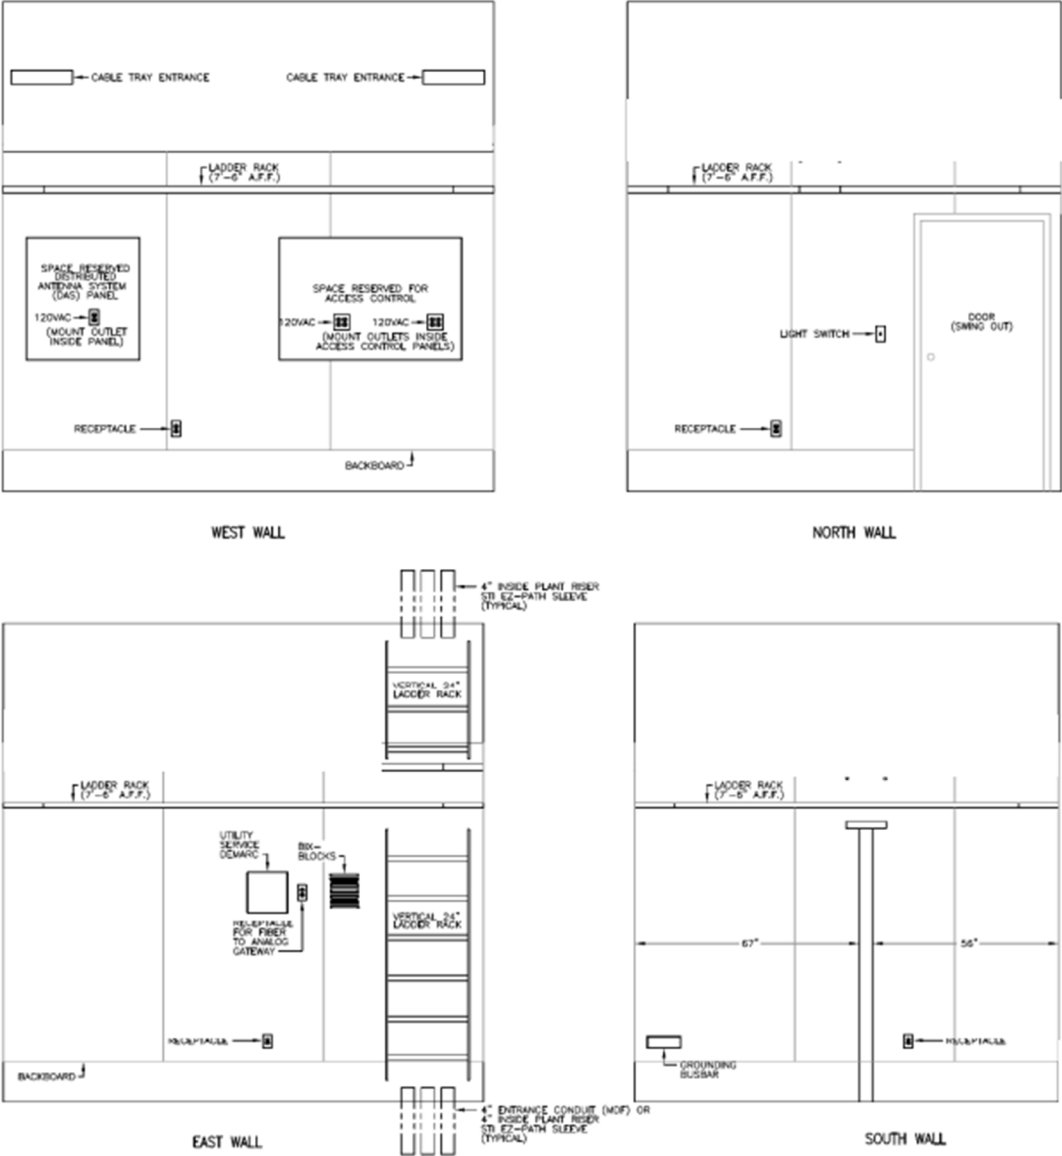 CABLE TRAY ENTRANCE
CABLE TRAY ENTRANCE
LADDER RACK
(7'-6" A.F.F.)
SPACE RESERVED
DISTRIBUTED
ANTENNA SYSTEM
(DAS) PANEL
120VAC
(MOUNT OUTLET
INSIDE PANEL)
SPACE RESERVED FOR
ACCESS CONTROL
120VAC
120VAC
(MOUNT OUTLETS INSIDE
ACCESS CONTROL PANELS)
RECEPTACLE
BACKBOARD
WEST WALL
LADDER RACK
(7'-6" A.F.F.)
LIGHT SWITCH
DOOR
(SWING OUT)
RECEPTACLE
NORTH WALL
4" INSIDE PLANT RISER
STI EZ-PATH SLEEVE
(TYPICAL)
VERTICAL 24"
LADDER RACK
LADDER RACK
(7'-6" A.F.F.)
UTILITY
SERVICE
DEMARC
BIX-
BLOCKS
RECEPTACLE
FOR FIBER
TO ANALOG
GATEWAY
VERTICAL 24"
LADDER RACK
RECEPTACLE
BACKBOARD
4" ENTRANCE CONDUIT (MDF) OR
4" INSIDE PLANT RISER
STI EZ-PATH SLEEVE
(TYPICAL)
EAST WALL
LADDER RACK
(7'-6" A.F.F.)
67"
56"
RECEPTACLE
GROUNDING
BUSBAR
SOUTH WALL